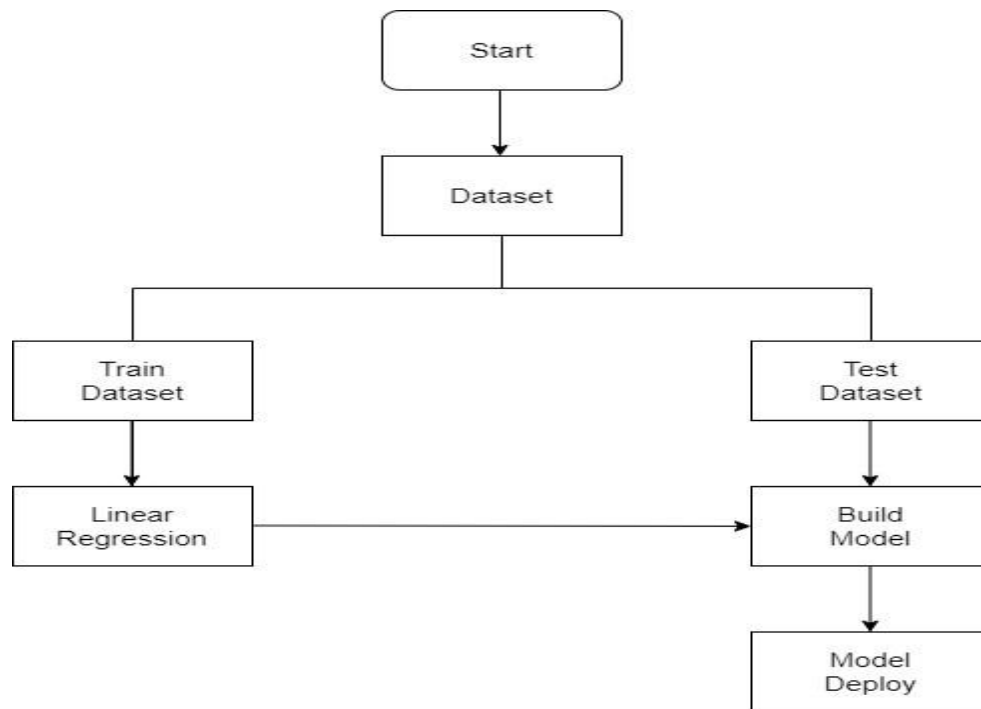 Start
Dataset
Train
Dataset
Test
Dataset
Linear
Regression
Build
Model
Model
Deploy